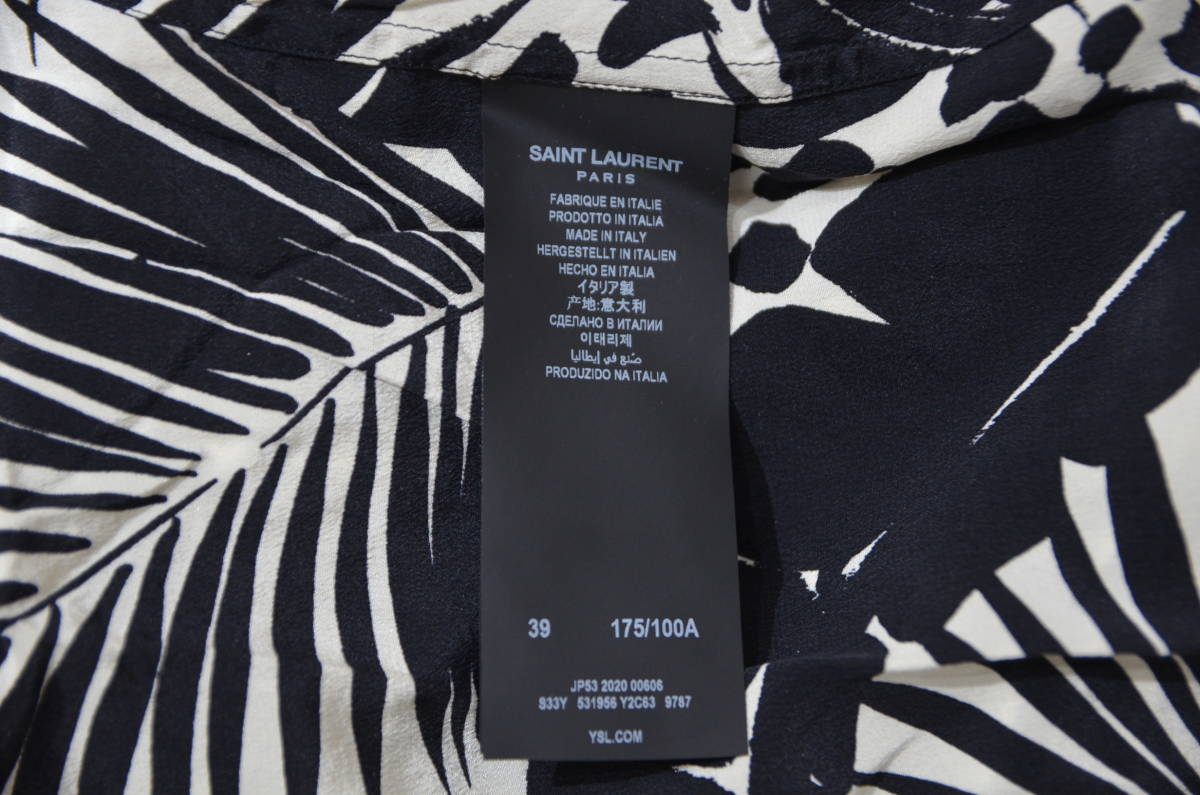 SAINT LAURENT
PARIS
FABRIQUE EN ITALIE
PRODOTTO IN ITALIA
MADE IN ITALY
HERGESTELLT IN ITALIEN
HECHO EN ITALIA
イタリア製
产地:意大利
СДЕЛАНО В ИТАЛИИ
이태리제
صنع في إيطاليا
PRODUZIDO NA ITALIA
39 175/100A
JP53 2020 00606
S33Y 531956 Y2C63 9787
YSL.COM